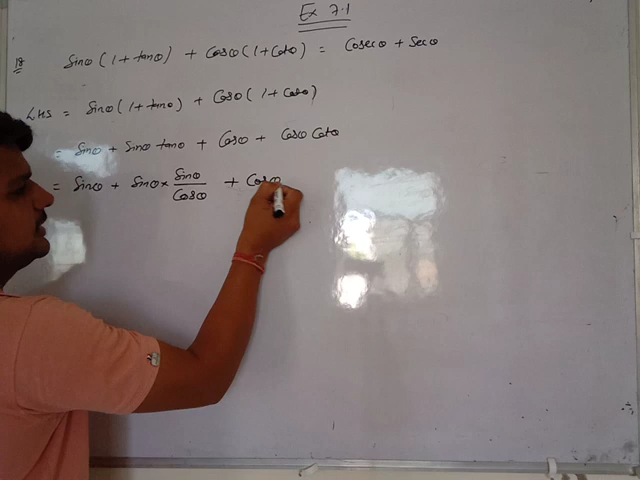 Ex 7.1
17 Sinθ (1 + tanθ) + Cosθ (1 + Cotθ) = Cosecθ + Secθ
LHS = Sinθ (1 + tanθ) + Cosθ (1 + Cotθ)
= Sinθ + Sinθ tanθ + Cosθ + Cosθ Cotθ
= Sinθ + Sinθ × Sinθ/Cosθ + Cosθ